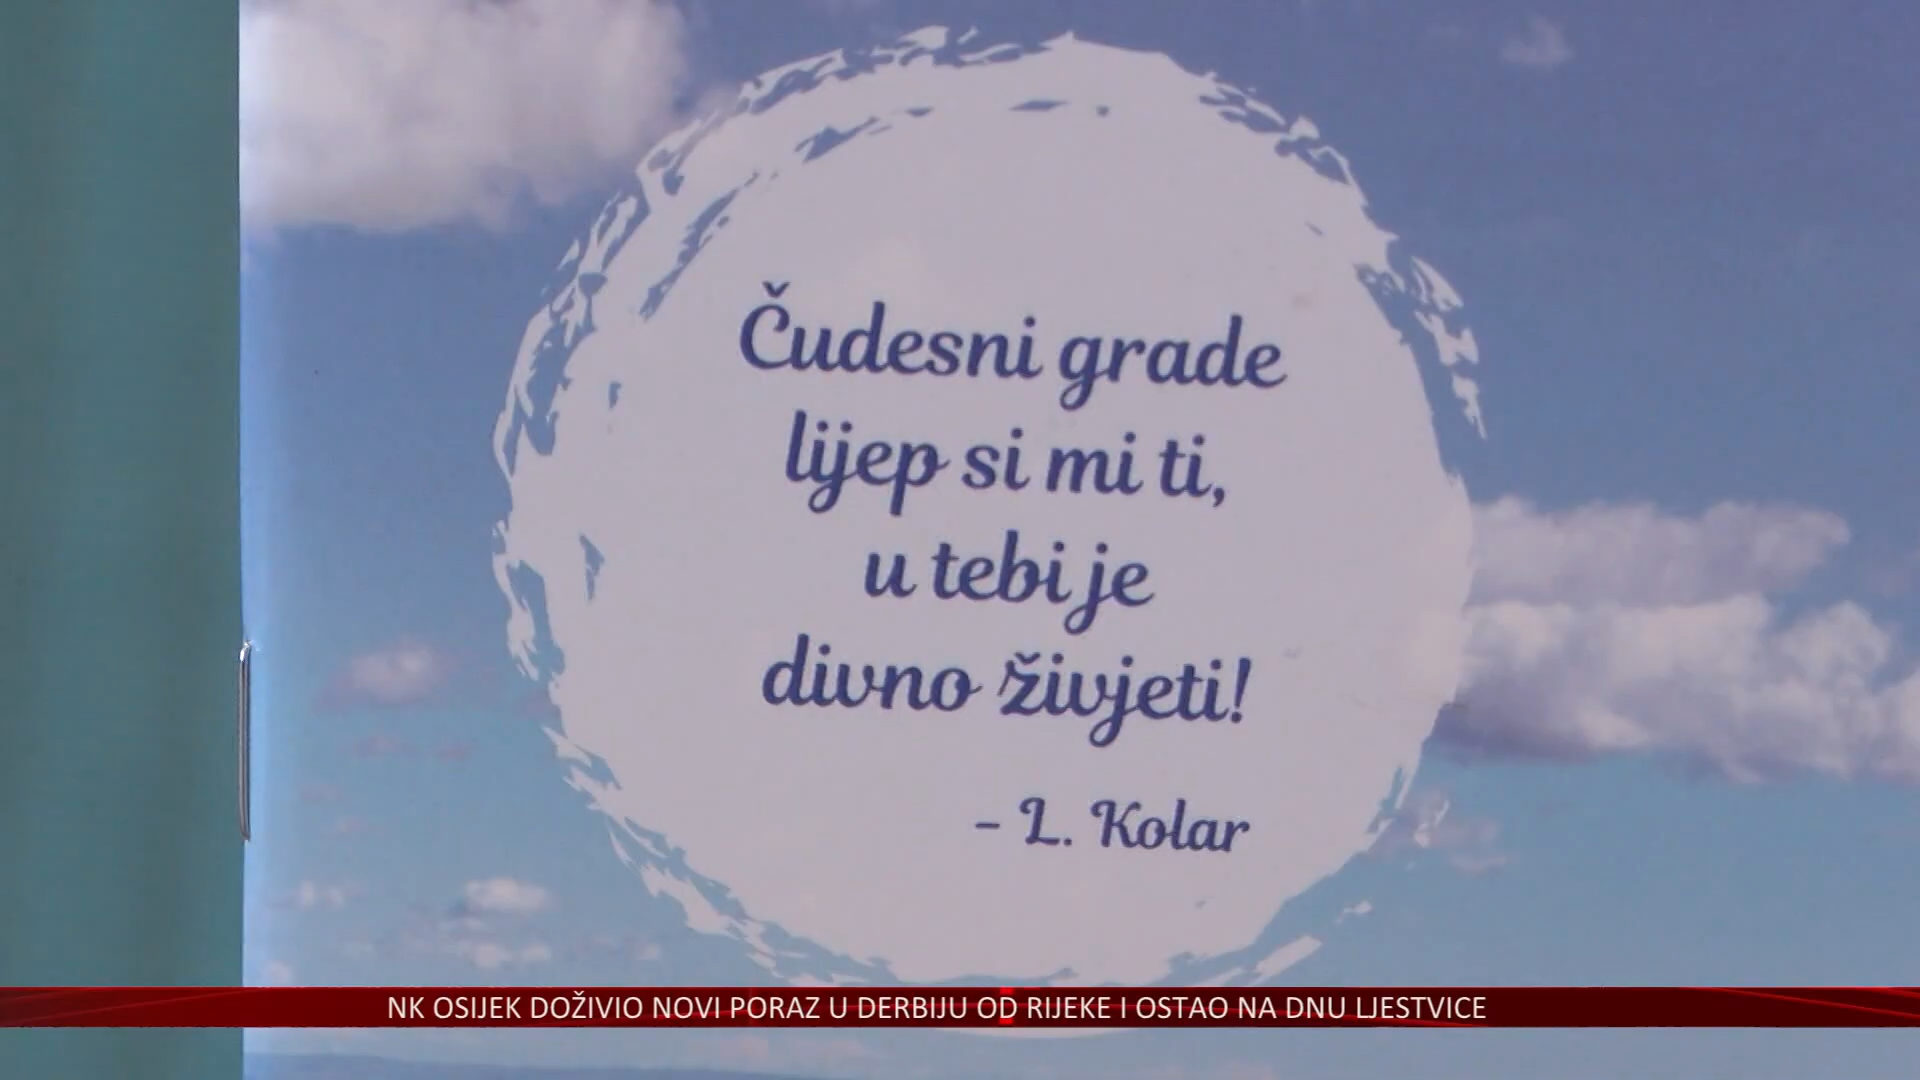 Čudesni grade
lijep si mi ti,
u tebi je
divno živjeti!
- L. Kolar
NK OSIJEK DOŽIVIO NOVI PORAZ U DERBIJU OD RIJEKE I OSTAO NA DNU LJESTVICE